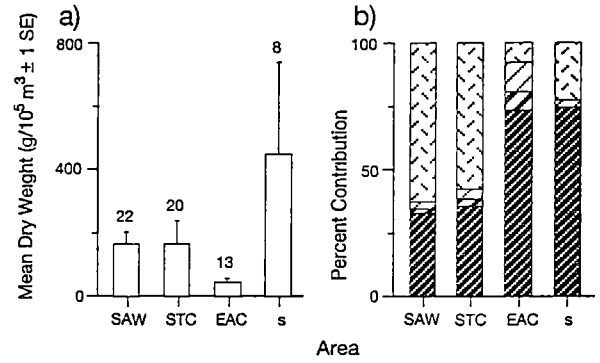 a)
Mean Dry Weight (g/10⁵ m³ ± 1 SE)
800
400
0
22
20
13
8
SAW STC EAC s
b)
Percent Contribution
100
50
0
SAW STC EAC s
Area